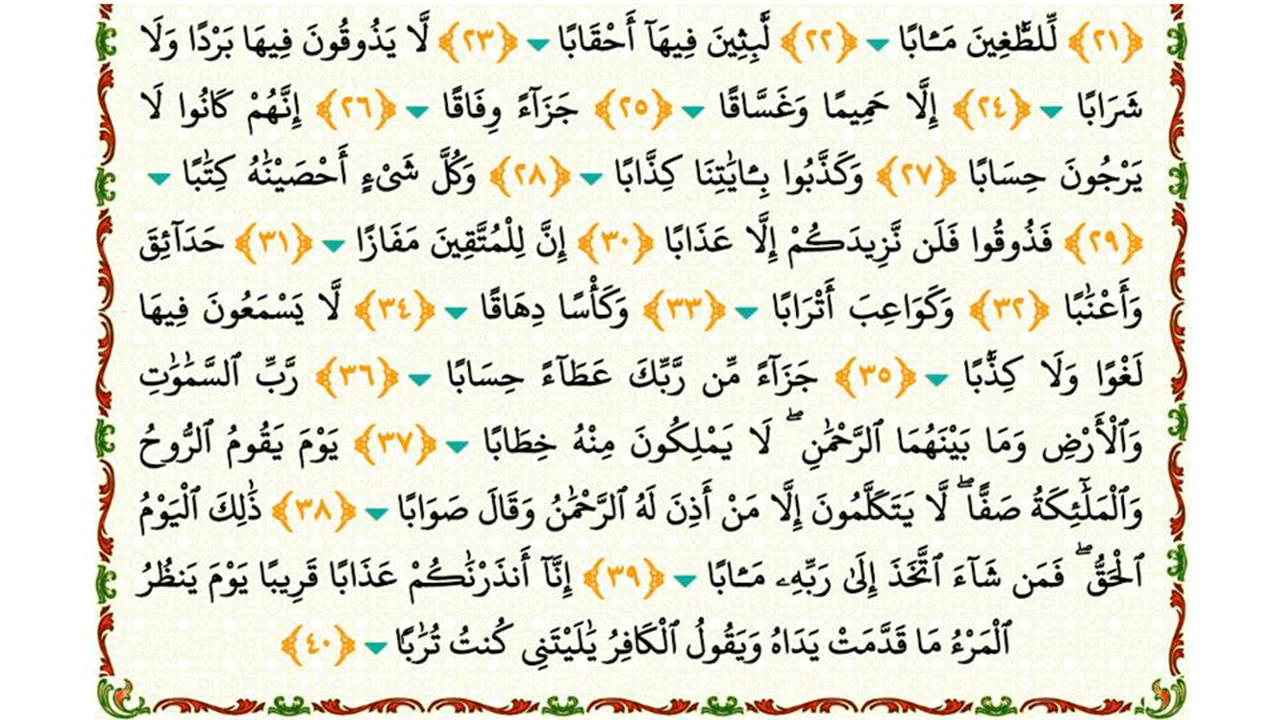 ﴿٢١﴾ لِّلطَّٰغِينَ مَـَٔابًا ▼ ﴿٢٢﴾ لَّٰبِثِينَ فِيهَآ أَحْقَابًا ▼ ﴿٢٣﴾ لَّا يَذُوقُونَ فِيهَا بَرْدًا وَلَا
شَرَابًا ▼ ﴿٢٤﴾ إِلَّا حَمِيمًا وَغَسَّاقًا ▼ ﴿٢٥﴾ جَزَآءً وِفَاقًا ▼ ﴿٢٦﴾ إِنَّهُمْ كَانُوا لَا
يَرْجُونَ حِسَابًا ﴿٢٧﴾ وَكَذَّبُوا بِـَٔايَٰتِنَا كِذَّابًا ▼ ﴿٢٨﴾ وَكُلَّ شَىْءٍ أَحْصَيْنَٰهُ كِتَٰبًا ▼
﴿٢٩﴾ فَذُوقُوا فَلَن نَّزِيدَكُمْ إِلَّا عَذَابًا ﴿٣٠﴾ إِنَّ لِلْمُتَّقِينَ مَفَازًا ▼ ﴿٣١﴾ حَدَآئِقَ
وَأَعْنَٰبًا ﴿٣٢﴾ وَكَوَاعِبَ أَتْرَابًا ▼ ﴿٣٣﴾ وَكَأْسًا دِهَاقًا ▼ ﴿٣٤﴾ لَّا يَسْمَعُونَ فِيهَا
لَغْوًا وَلَا كِذَّٰبًا ▼ ﴿٣٥﴾ جَزَآءً مِّن رَّبِّكَ عَطَآءً حِسَابًا ▼ ﴿٣٦﴾ رَّبِّ ٱلسَّمَٰوَٰتِ
وَٱلْأَرْضِ وَمَا بَيْنَهُمَا ٱلرَّحْمَٰنِ ۖ لَا يَمْلِكُونَ مِنْهُ خِطَابًا ▼ ﴿٣٧﴾ يَوْمَ يَقُومُ ٱلرُّوحُ
وَٱلْمَلَٰٓئِكَةُ صَفًّا ۖ لَّا يَتَكَلَّمُونَ إِلَّا مَنْ أَذِنَ لَهُ ٱلرَّحْمَٰنُ وَقَالَ صَوَابًا ▼ ﴿٣٨﴾ ذَٰلِكَ ٱلْيَوْمُ
ٱلْحَقُّ ۖ فَمَن شَآءَ ٱتَّخَذَ إِلَىٰ رَبِّهِۦ مَـَٔابًا ▼ ﴿٣٩﴾ إِنَّآ أَنذَرْنَٰكُمْ عَذَابًا قَرِيبًا يَوْمَ يَنظُرُ
ٱلْمَرْءُ مَا قَدَّمَتْ يَدَاهُ وَيَقُولُ ٱلْكَافِرُ يَٰلَيْتَنِى كُنتُ تُرَٰبًا ▼ ﴿٤٠﴾